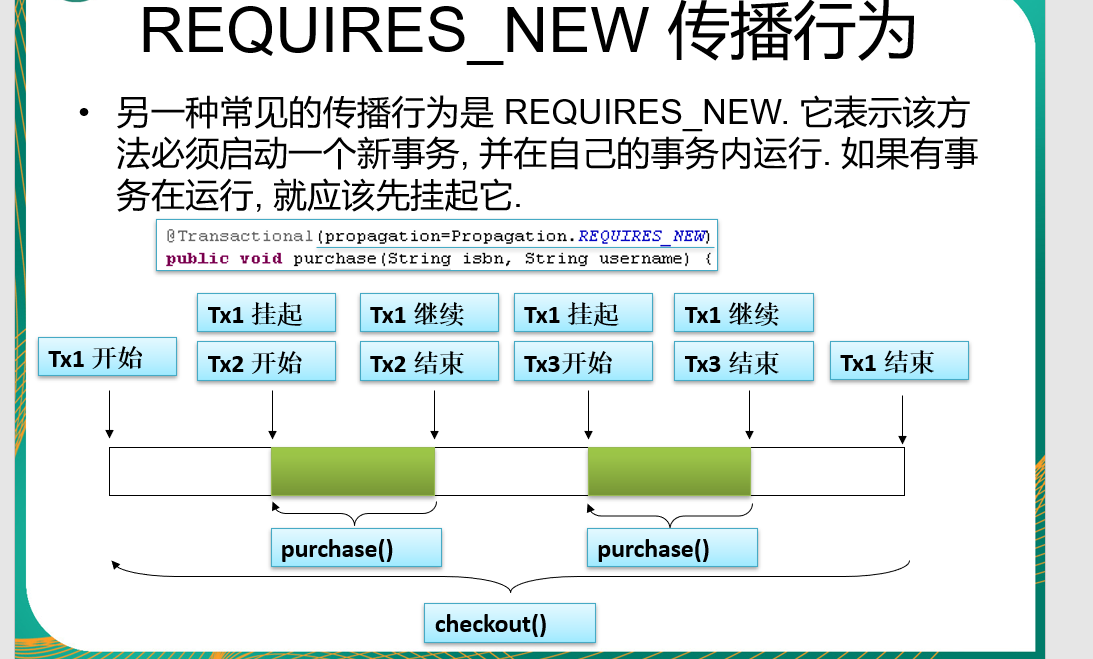 REQUIRES_NEW 传播行为
• 另一种常见的传播行为是 REQUIRES_NEW. 它表示该方
法必须启动一个新事务, 并在自己的事务内运行. 如果有事
务在运行, 就应该先挂起它.
@Transactional(propagation=Propagation.REQUIRES_NEW)
public void purchase(String isbn, String username) {
Tx1 挂起
Tx1 继续
Tx1 挂起
Tx1 继续
Tx1 开始
Tx2 开始
Tx2 结束
Tx3开始
Tx3 结束
Tx1 结束
purchase()
purchase()
checkout()